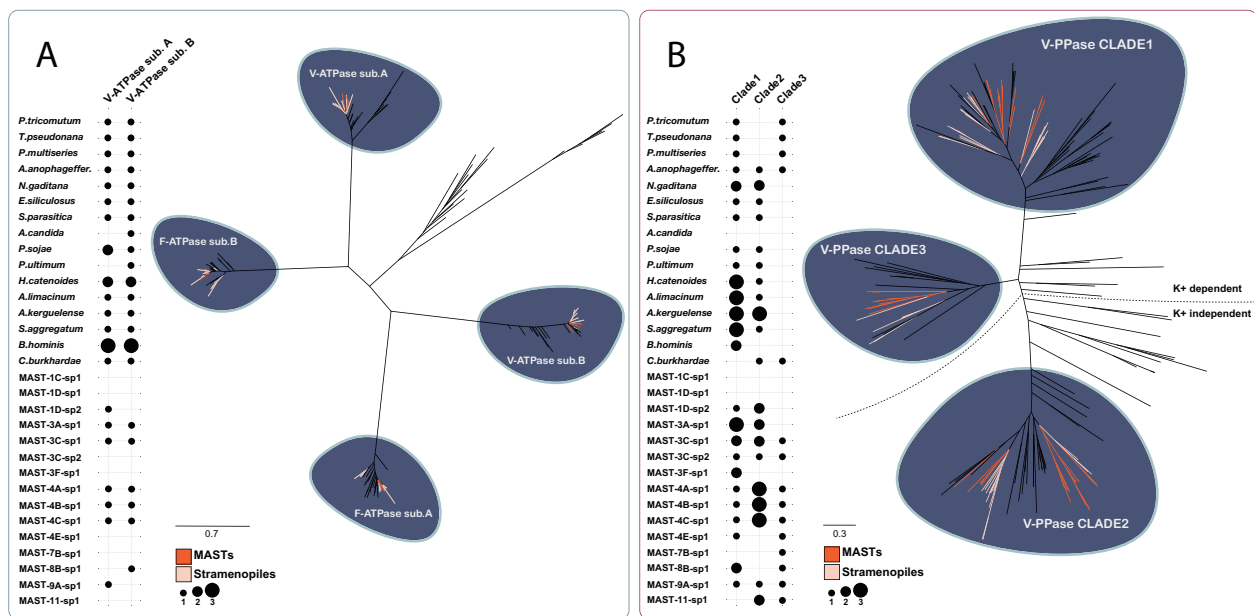 A
V-ATPase sub. A
V-ATPase sub. B
P.tricomutum
T.pseudonana
P.multiseries
A.anophageffer.
N.gaditana
E.siliculosus
S.parasitica
A.candida
P.sojae
P.ultimum
H.catenoides
A.limacinum
A.kerguelense
S.aggregatum
B.hominis
C.burkhardae
MAST-1C-sp1
MAST-1D-sp1
MAST-1D-sp2
MAST-3A-sp1
MAST-3C-sp1
MAST-3C-sp2
MAST-3F-sp1
MAST-4A-sp1
MAST-4B-sp1
MAST-4C-sp1
MAST-4E-sp1
MAST-7B-sp1
MAST-8B-sp1
MAST-9A-sp1
MAST-11-sp1
V-ATPase sub.A
F-ATPase sub.B
V-ATPase sub.B
F-ATPase sub.A
0.7
MASTs
Stramenopiles
1 2 3
B
Clade1
Clade2
Clade3
P.tricomutum
T.pseudonana
P.multiseries
A.anophageffer.
N.gaditana
E.siliculosus
S.parasitica
A.candida
P.sojae
P.ultimum
H.catenoides
A.limacinum
A.kerguelense
S.aggregatum
B.hominis
C.burkhardae
MAST-1C-sp1
MAST-1D-sp1
MAST-1D-sp2
MAST-3A-sp1
MAST-3C-sp1
MAST-3C-sp2
MAST-3F-sp1
MAST-4A-sp1
MAST-4B-sp1
MAST-4C-sp1
MAST-4E-sp1
MAST-7B-sp1
MAST-8B-sp1
MAST-9A-sp1
MAST-11-sp1
V-PPase CLADE1
V-PPase CLADE3
K+ dependent
K+ independent
V-PPase CLADE2
0.3
MASTs
Stramenopiles
1 2 3